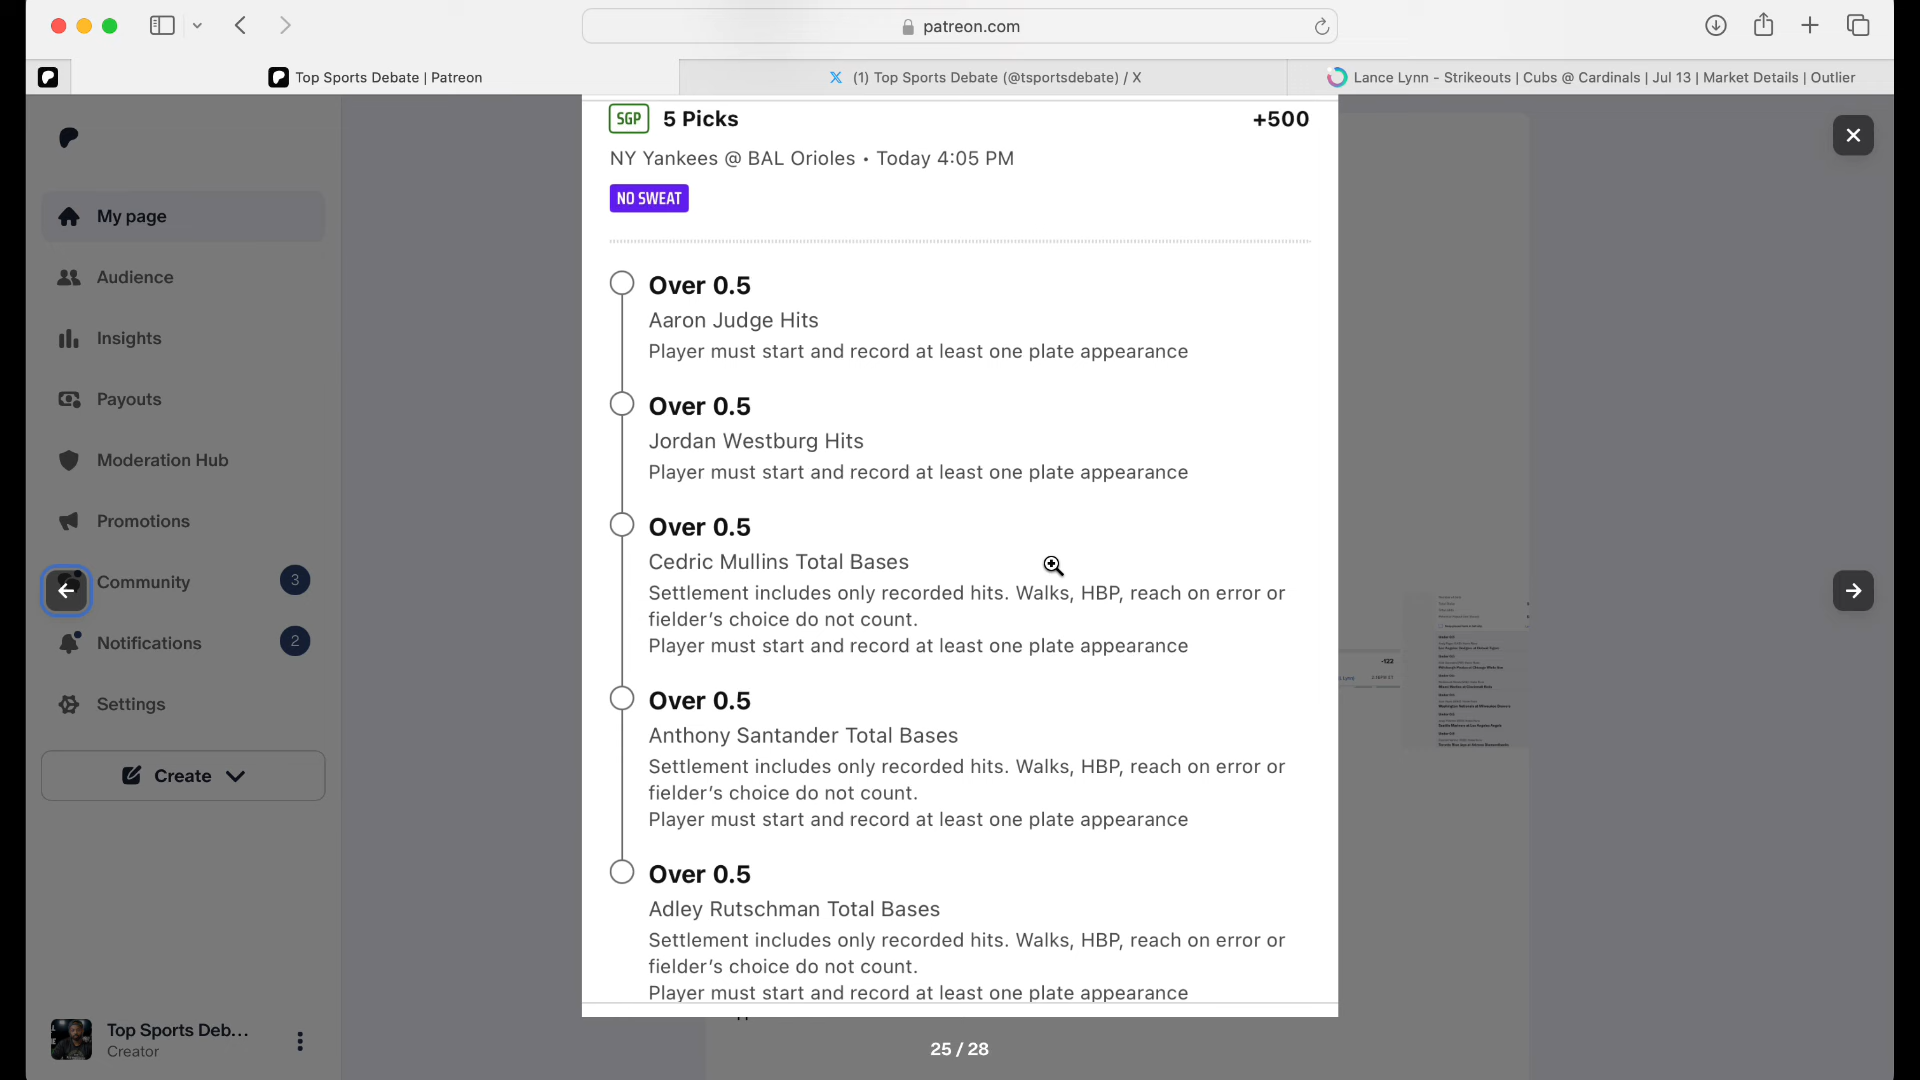 patreon.com
Top Sports Debate | Patreon
(1) Top Sports Debate (@tsportsdebate) / X
Lance Lynn - Strikeouts | Cubs @ Cardinals | Jul 13 | Market Details | Outlier
My page
Audience
Insights
Payouts
Moderation Hub
Promotions
Community 3
Notifications 2
Settings
Create
Top Sports Deb...
Creator
SGP 5 Picks +500
NY Yankees @ BAL Orioles • Today 4:05 PM
NO SWEAT
Over 0.5
Aaron Judge Hits
Player must start and record at least one plate appearance
Over 0.5
Jordan Westburg Hits
Player must start and record at least one plate appearance
Over 0.5
Cedric Mullins Total Bases
Settlement includes only recorded hits. Walks, HBP, reach on error or
fielder's choice do not count.
Player must start and record at least one plate appearance
Over 0.5
Anthony Santander Total Bases
Settlement includes only recorded hits. Walks, HBP, reach on error or
fielder's choice do not count.
Player must start and record at least one plate appearance
Over 0.5
Adley Rutschman Total Bases
Settlement includes only recorded hits. Walks, HBP, reach on error or
fielder's choice do not count.
Player must start and record at least one plate appearance
25 / 28
-122